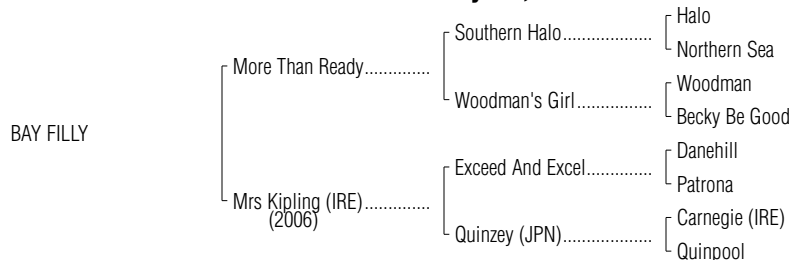 Halo
Southern Halo....................
Northern Sea
More Than Ready..............
Woodman
Woodman's Girl.................
Becky Be Good
BAY FILLY
Danehill
Exceed And Excel...............
Patrona
Mrs Kipling (IRE)..............
(2006)
Carnegie (IRE)
Quinzey (JPN)....................
Quinpool